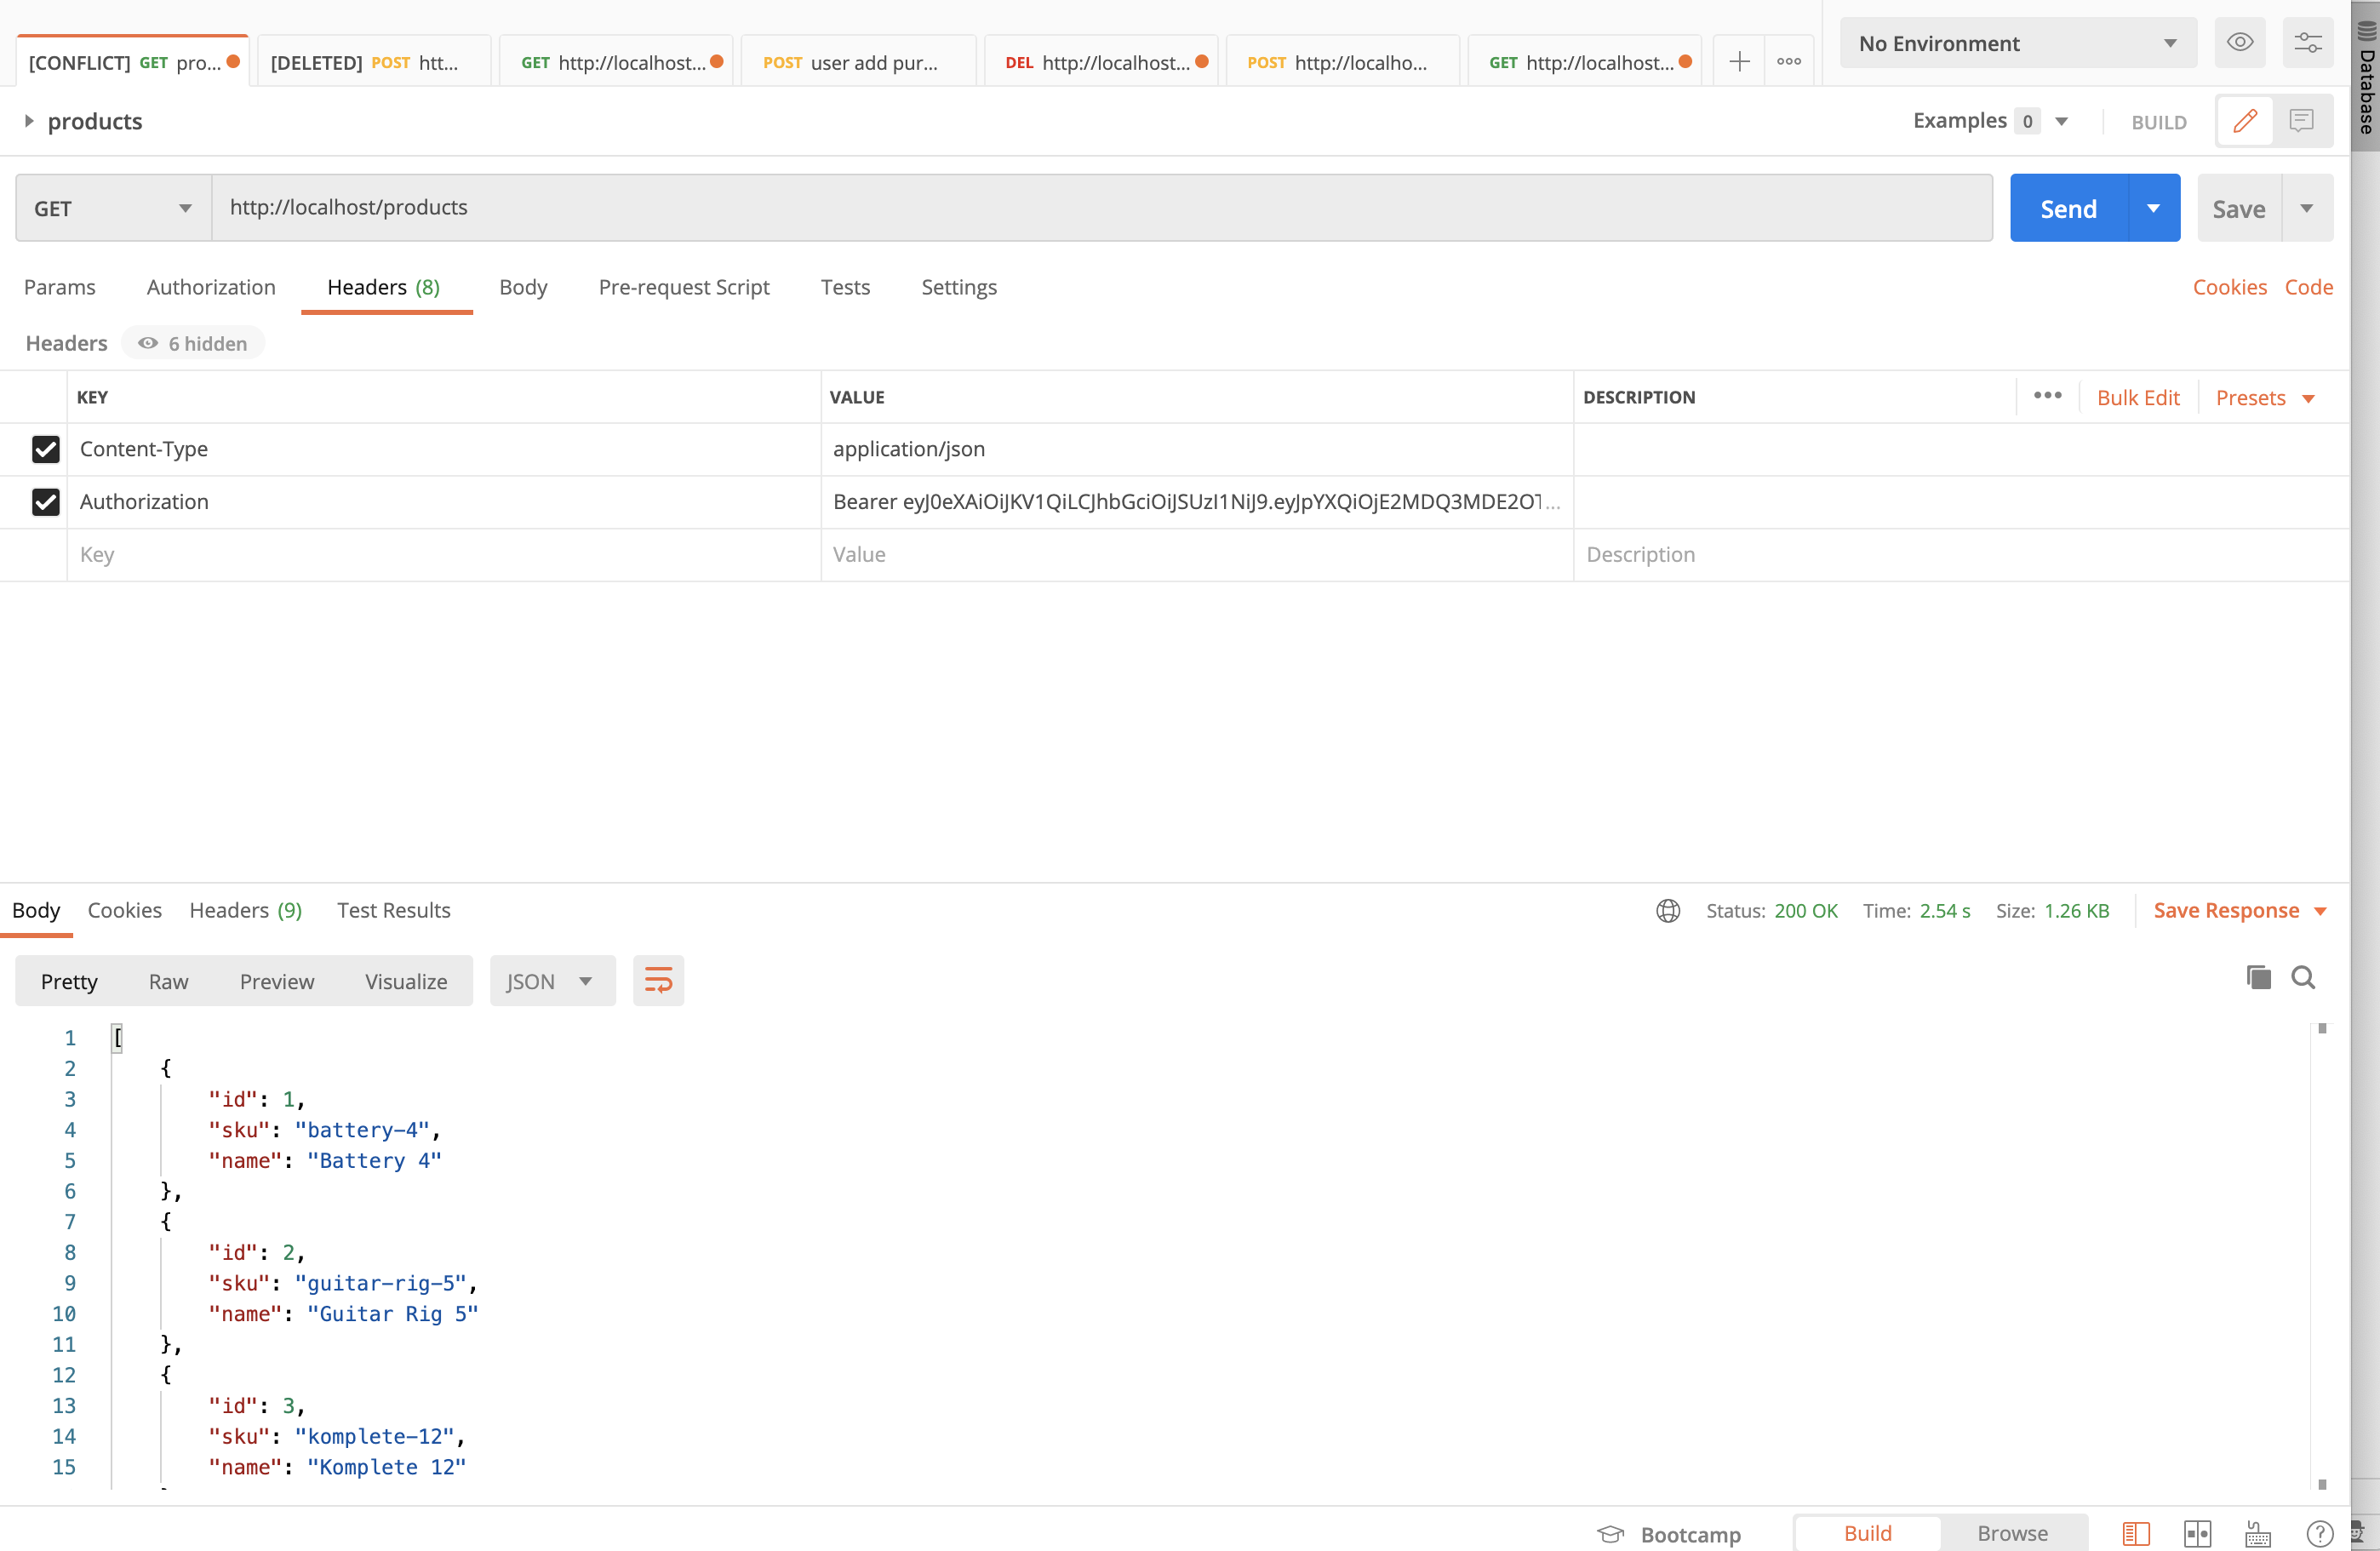 [CONFLICT] GET pro...
[DELETED] POST htt...
GET http://localhost...
POST user add pur...
DEL http://localhost...
POST http://localho...
GET http://localhost...
No Environment
Database
products
Examples 0
BUILD
GET
http://localhost/products
Send
Save
Params
Authorization
Headers (8)
Body
Pre-request Script
Tests
Settings
Cookies
Code
Headers
6 hidden
KEY
VALUE
DESCRIPTION
Bulk Edit
Presets
Content-Type
application/json
Authorization
Bearer eyJ0eXAiOiJKV1QiLCJhbGciOiJSUzI1NiJ9.eyJpYXQiOjE2MDQ3MDE2OT...
Key
Value
Description
Body
Cookies
Headers (9)
Test Results
Status: 200 OK
Time: 2.54 s
Size: 1.26 KB
Save Response
Pretty
Raw
Preview
Visualize
JSON
1 [
2 {
3 "id": 1,
4 "sku": "battery-4",
5 "name": "Battery 4"
6 },
7 {
8 "id": 2,
9 "sku": "guitar-rig-5",
10 "name": "Guitar Rig 5"
11 },
12 {
13 "id": 3,
14 "sku": "komplete-12",
15 "name": "Komplete 12"
Bootcamp
Build
Browse